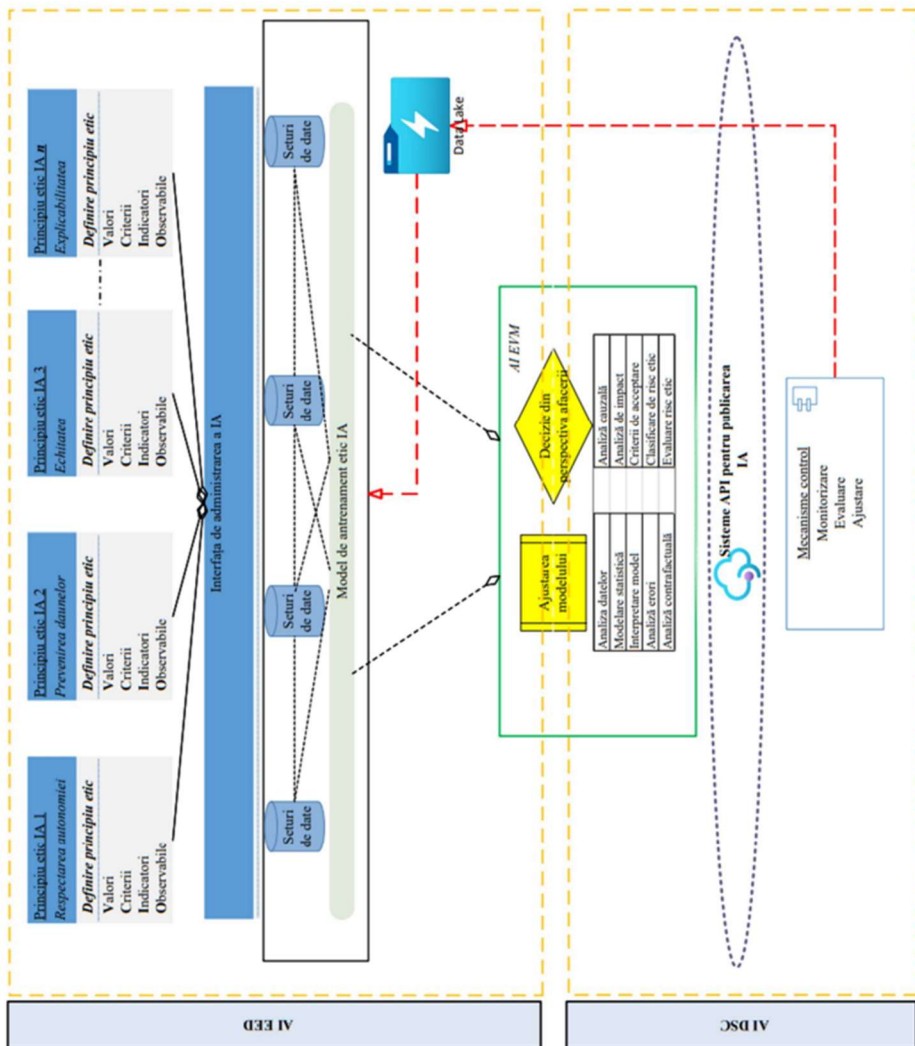 AI EED
Principiu etic IA 1
Respectarea autonomiei
Definire principiu etic
Valori
Criterii
Indicatori
Observabile
Principiu etic IA 2
Prevenirea daunelor
Definire principiu etic
Valori
Criterii
Indicatori
Observabile
Principiu etic IA 3
Echitatea
Definire principiu etic
Valori
Criterii
Indicatori
Observabile
Principiu etic IA n
Explicabilitatea
Definire principiu etic
Valori
Criterii
Indicatori
Observabile
Interfața de administrarea a IA
Seturi
de date
Seturi
de date
Seturi
de date
Seturi
de date
Model de antrenament etic IA
Data Lake
AI EVM
Ajustarea
modelului
Analiza datelor
Modelare statistică
Interpretare model
Analiză erori
Analiză contrafactuală
Decizie din
perspectiva afacerii
Analiză cauzală
Analiză de impact
Criterii de acceptare
Clasificare de risc etic
Evaluare risc etic
AI DSC
Sisteme API pentru publicarea
IA
Mecanisme control
Monitorizare
Evaluare
Ajustare